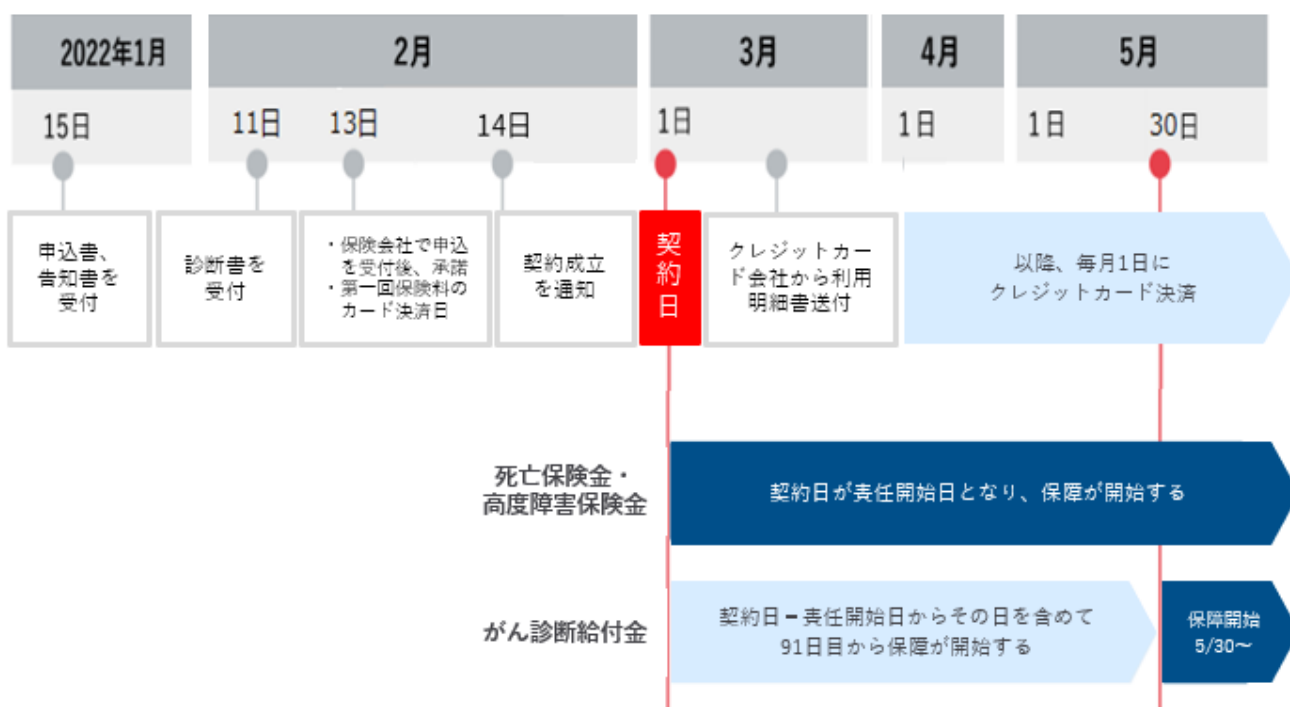 2022年1月
2月
3月
4月
5月
15日
11日
13日
14日
1日
1日
1日
30日
申込書、
告知書を
受付
診断書を
受付
・保険会社で申込
を受付後、承諾
・第一回保険料の
カード決済日
契約成立
を通知
契
約
日
クレジットカー
ド会社から利用
明細書送付
以降、毎月1日に
クレジットカード決済
死亡保険金・
高度障害保険金
契約日が責任開始日となり、保障が開始する
がん診断給付金
契約日＝責任開始日からその日を含めて
91日目から保障が開始する
保障開始
5/30〜